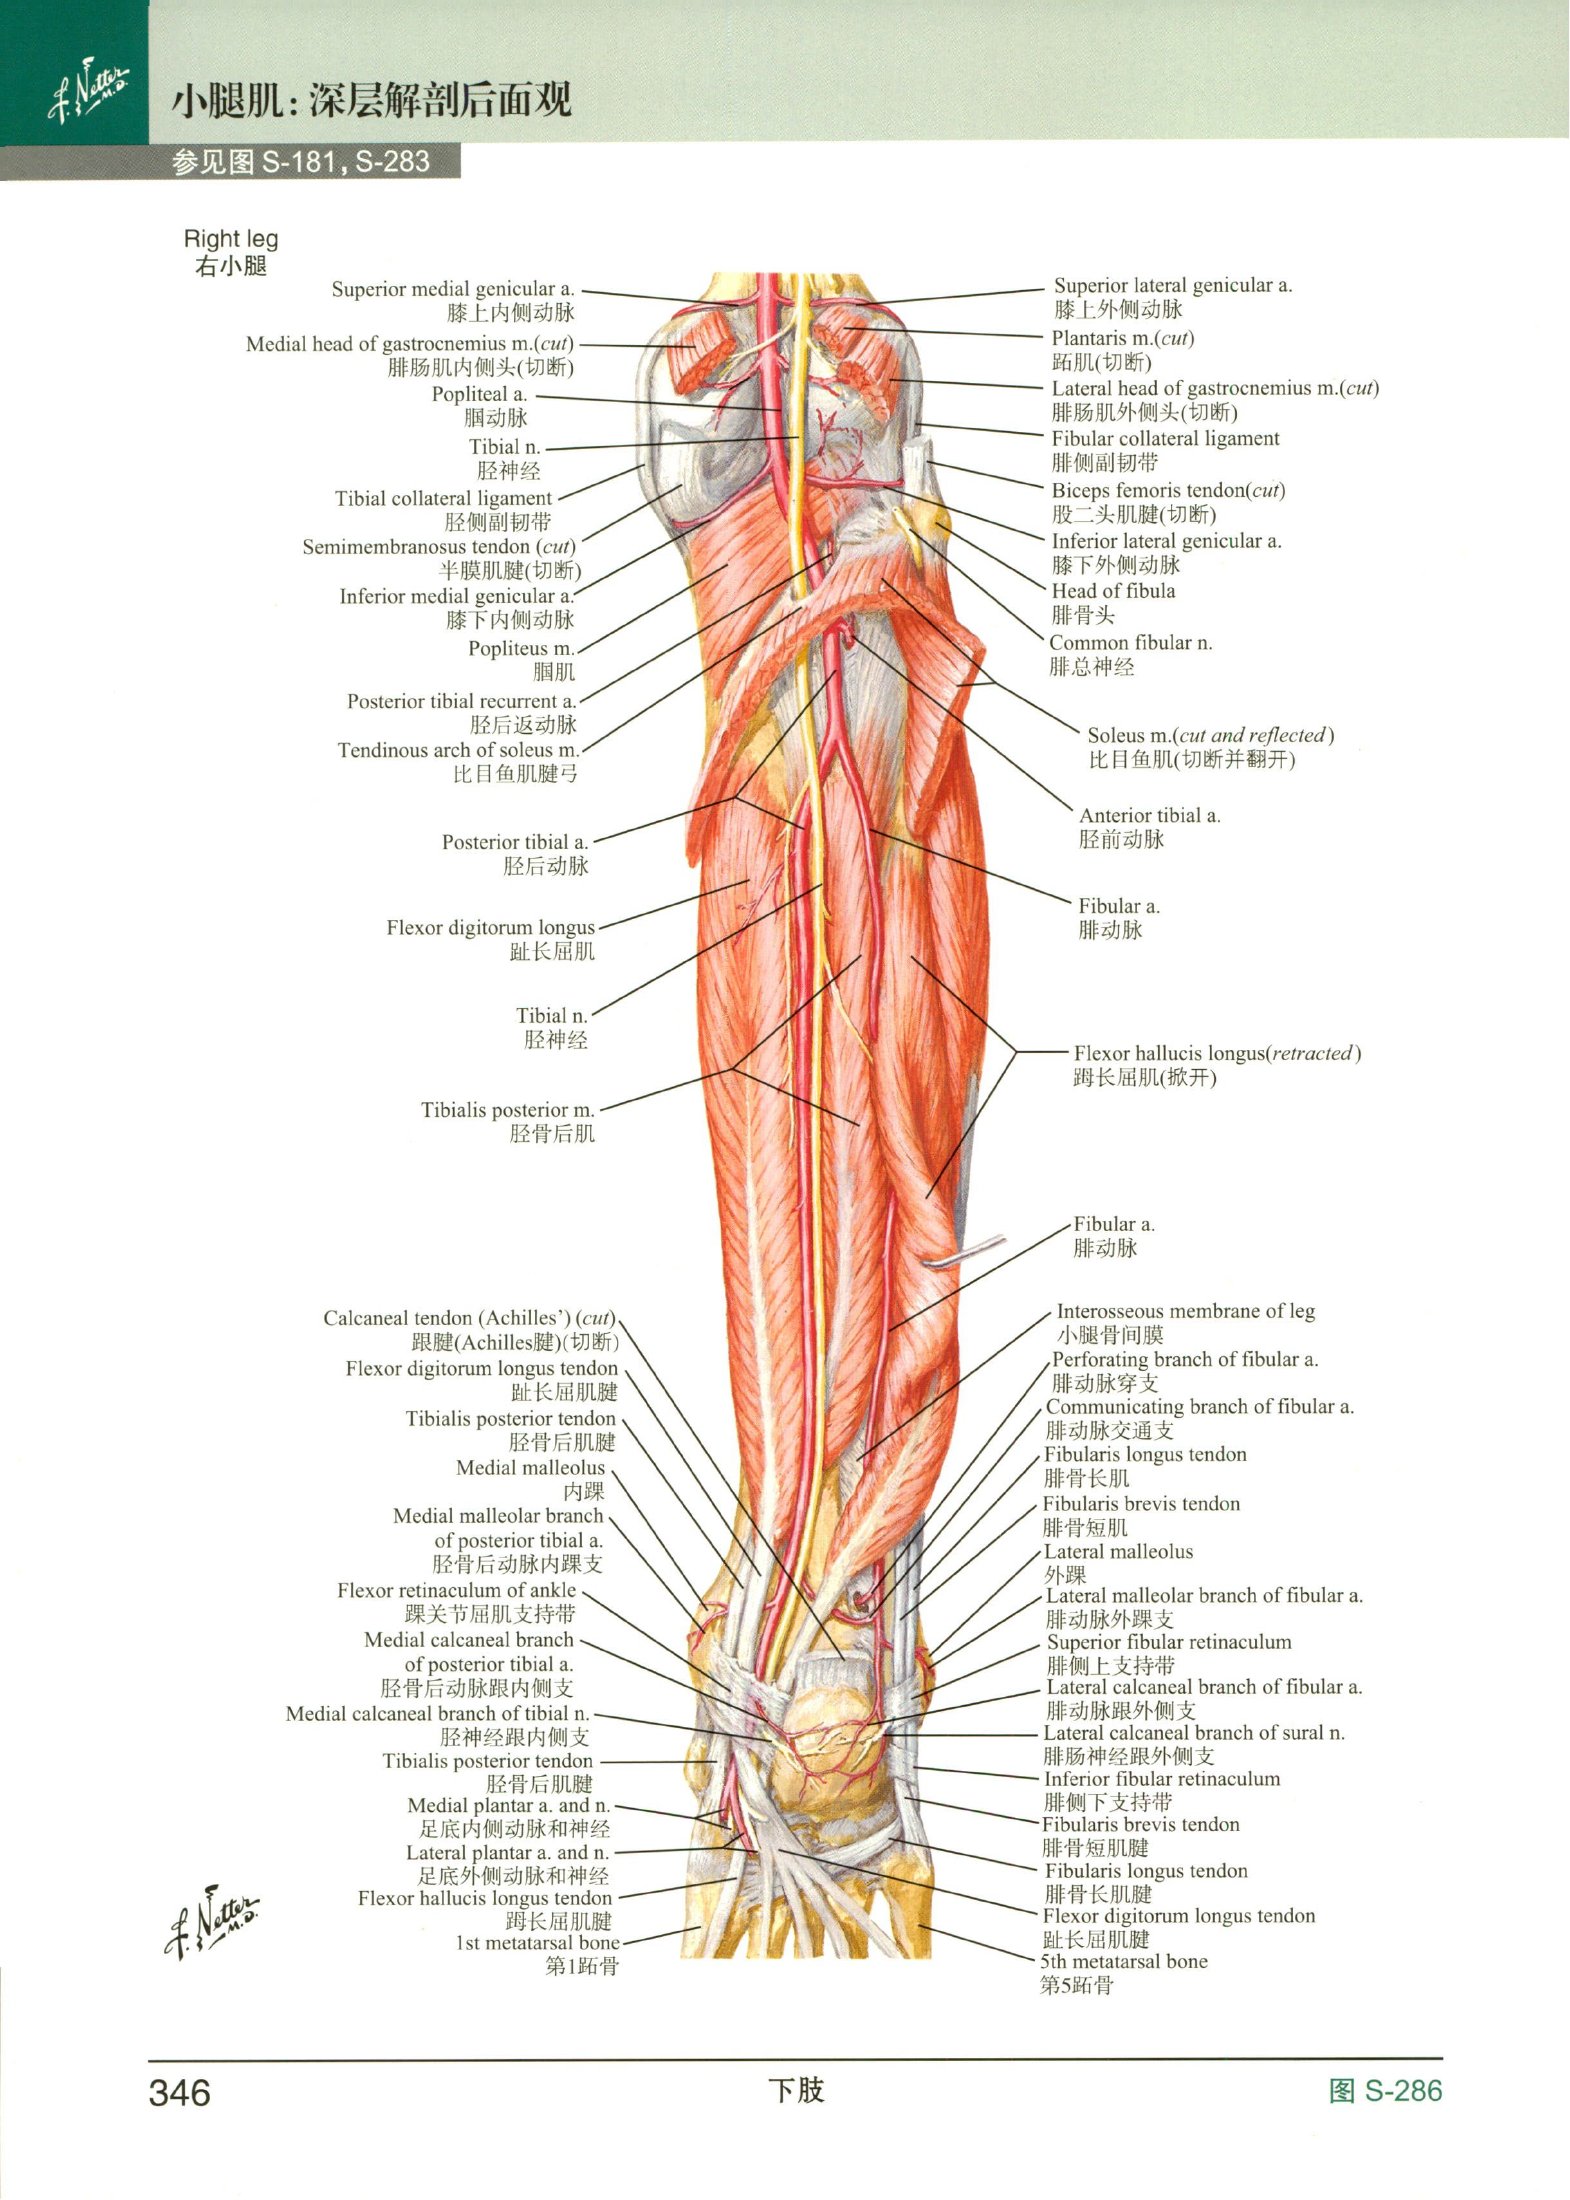 F. Netter M.D.
小腿肌：深层解剖后面观
参见图 S-181, S-283
Right leg
右小腿
Superior medial genicular a.
膝上内侧动脉
Medial head of gastrocnemius m.(cut)
腓肠肌内侧头(切断)
Popliteal a.
腘动脉
Tibial n.
胫神经
Tibial collateral ligament
胫侧副韧带
Semimembranosus tendon (cut)
半膜肌腱(切断)
Inferior medial genicular a.
膝下内侧动脉
Popliteus m.
腘肌
Posterior tibial recurrent a.
胫后返动脉
Tendinous arch of soleus m.
比目鱼肌腱弓
Posterior tibial a.
胫后动脉
Flexor digitorum longus
趾长屈肌
Tibial n.
胫神经
Tibialis posterior m.
胫骨后肌
Calcaneal tendon (Achilles’) (cut)
跟腱(Achilles腱)(切断)
Flexor digitorum longus tendon
趾长屈肌腱
Tibialis posterior tendon
胫骨后肌腱
Medial malleolus
内踝
Medial malleolar branch
of posterior tibial a.
胫骨后动脉内踝支
Flexor retinaculum of ankle
踝关节屈肌支持带
Medial calcaneal branch
of posterior tibial a.
胫骨后动脉跟内侧支
Medial calcaneal branch of tibial n.
胫神经跟内侧支
Tibialis posterior tendon
胫骨后肌腱
Medial plantar a. and n.
足底内侧动脉和神经
Lateral plantar a. and n.
足底外侧动脉和神经
Flexor hallucis longus tendon
𧿹长屈肌腱
1st metatarsal bone
第1跖骨
Superior lateral genicular a.
膝上外侧动脉
Plantaris m.(cut)
跖肌(切断)
Lateral head of gastrocnemius m.(cut)
腓肠肌外侧头(切断)
Fibular collateral ligament
腓侧副韧带
Biceps femoris tendon(cut)
股二头肌腱(切断)
Inferior lateral genicular a.
膝下外侧动脉
Head of fibula
腓骨头
Common fibular n.
腓总神经
Soleus m.(cut and reflected)
比目鱼肌(切断并翻开)
Anterior tibial a.
胫前动脉
Fibular a.
腓动脉
Flexor hallucis longus(retracted)
𧿹长屈肌(掀开)
Fibular a.
腓动脉
Interosseous membrane of leg
小腿骨间膜
Perforating branch of fibular a.
腓动脉穿支
Communicating branch of fibular a.
腓动脉交通支
Fibularis longus tendon
腓骨长肌
Fibularis brevis tendon
腓骨短肌
Lateral malleolus
外踝
Lateral malleolar branch of fibular a.
腓动脉外踝支
Superior fibular retinaculum
腓侧上支持带
Lateral calcaneal branch of fibular a.
腓动脉跟外侧支
Lateral calcaneal branch of sural n.
腓肠神经跟外侧支
Inferior fibular retinaculum
腓侧下支持带
Fibularis brevis tendon
腓骨短肌腱
Fibularis longus tendon
腓骨长肌腱
Flexor digitorum longus tendon
趾长屈肌腱
5th metatarsal bone
第5跖骨
F. Netter M.D.
346
下肢
图 S-286